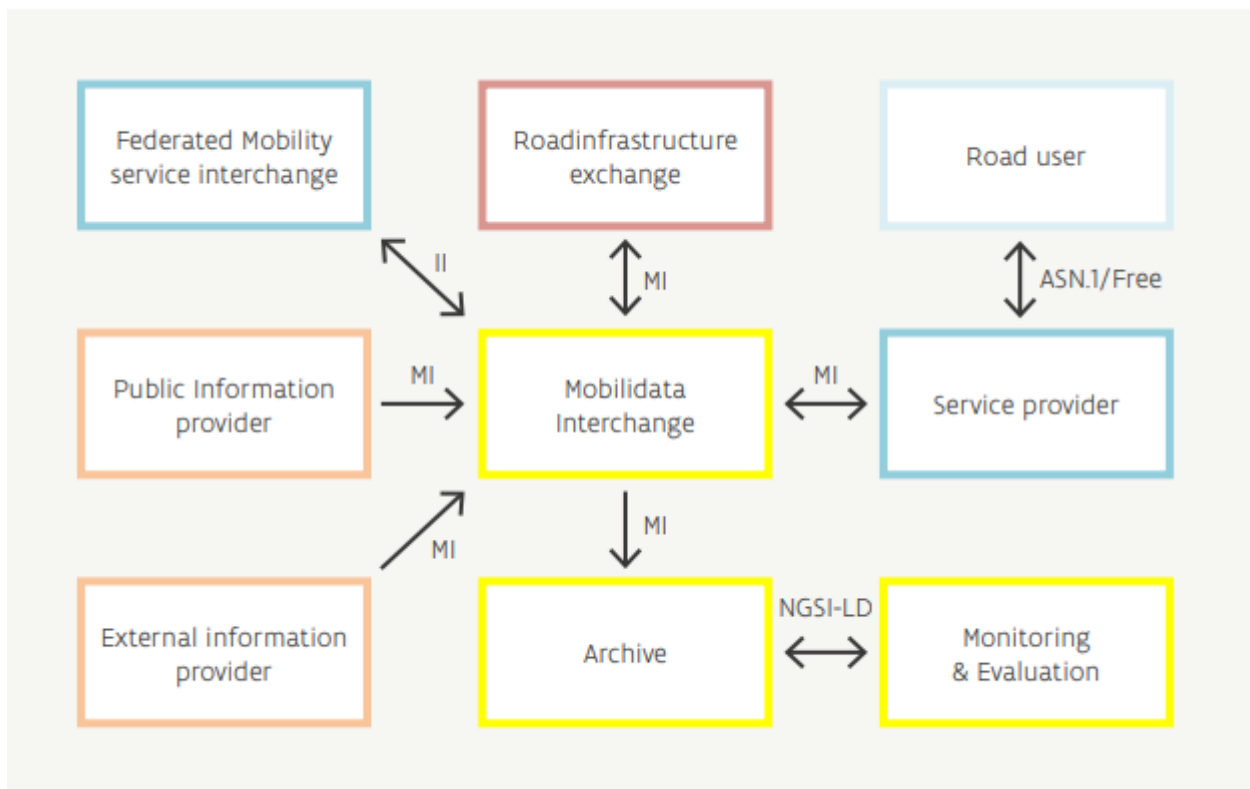 Federated Mobility
service interchange
Roadinfrastructure
exchange
Road user
II
MI
ASN.1/Free
Public Information
provider
MI
Mobilidata
Interchange
MI
Service provider
MI
MI
External information
provider
Archive
NGSI-LD
Monitoring
& Evaluation